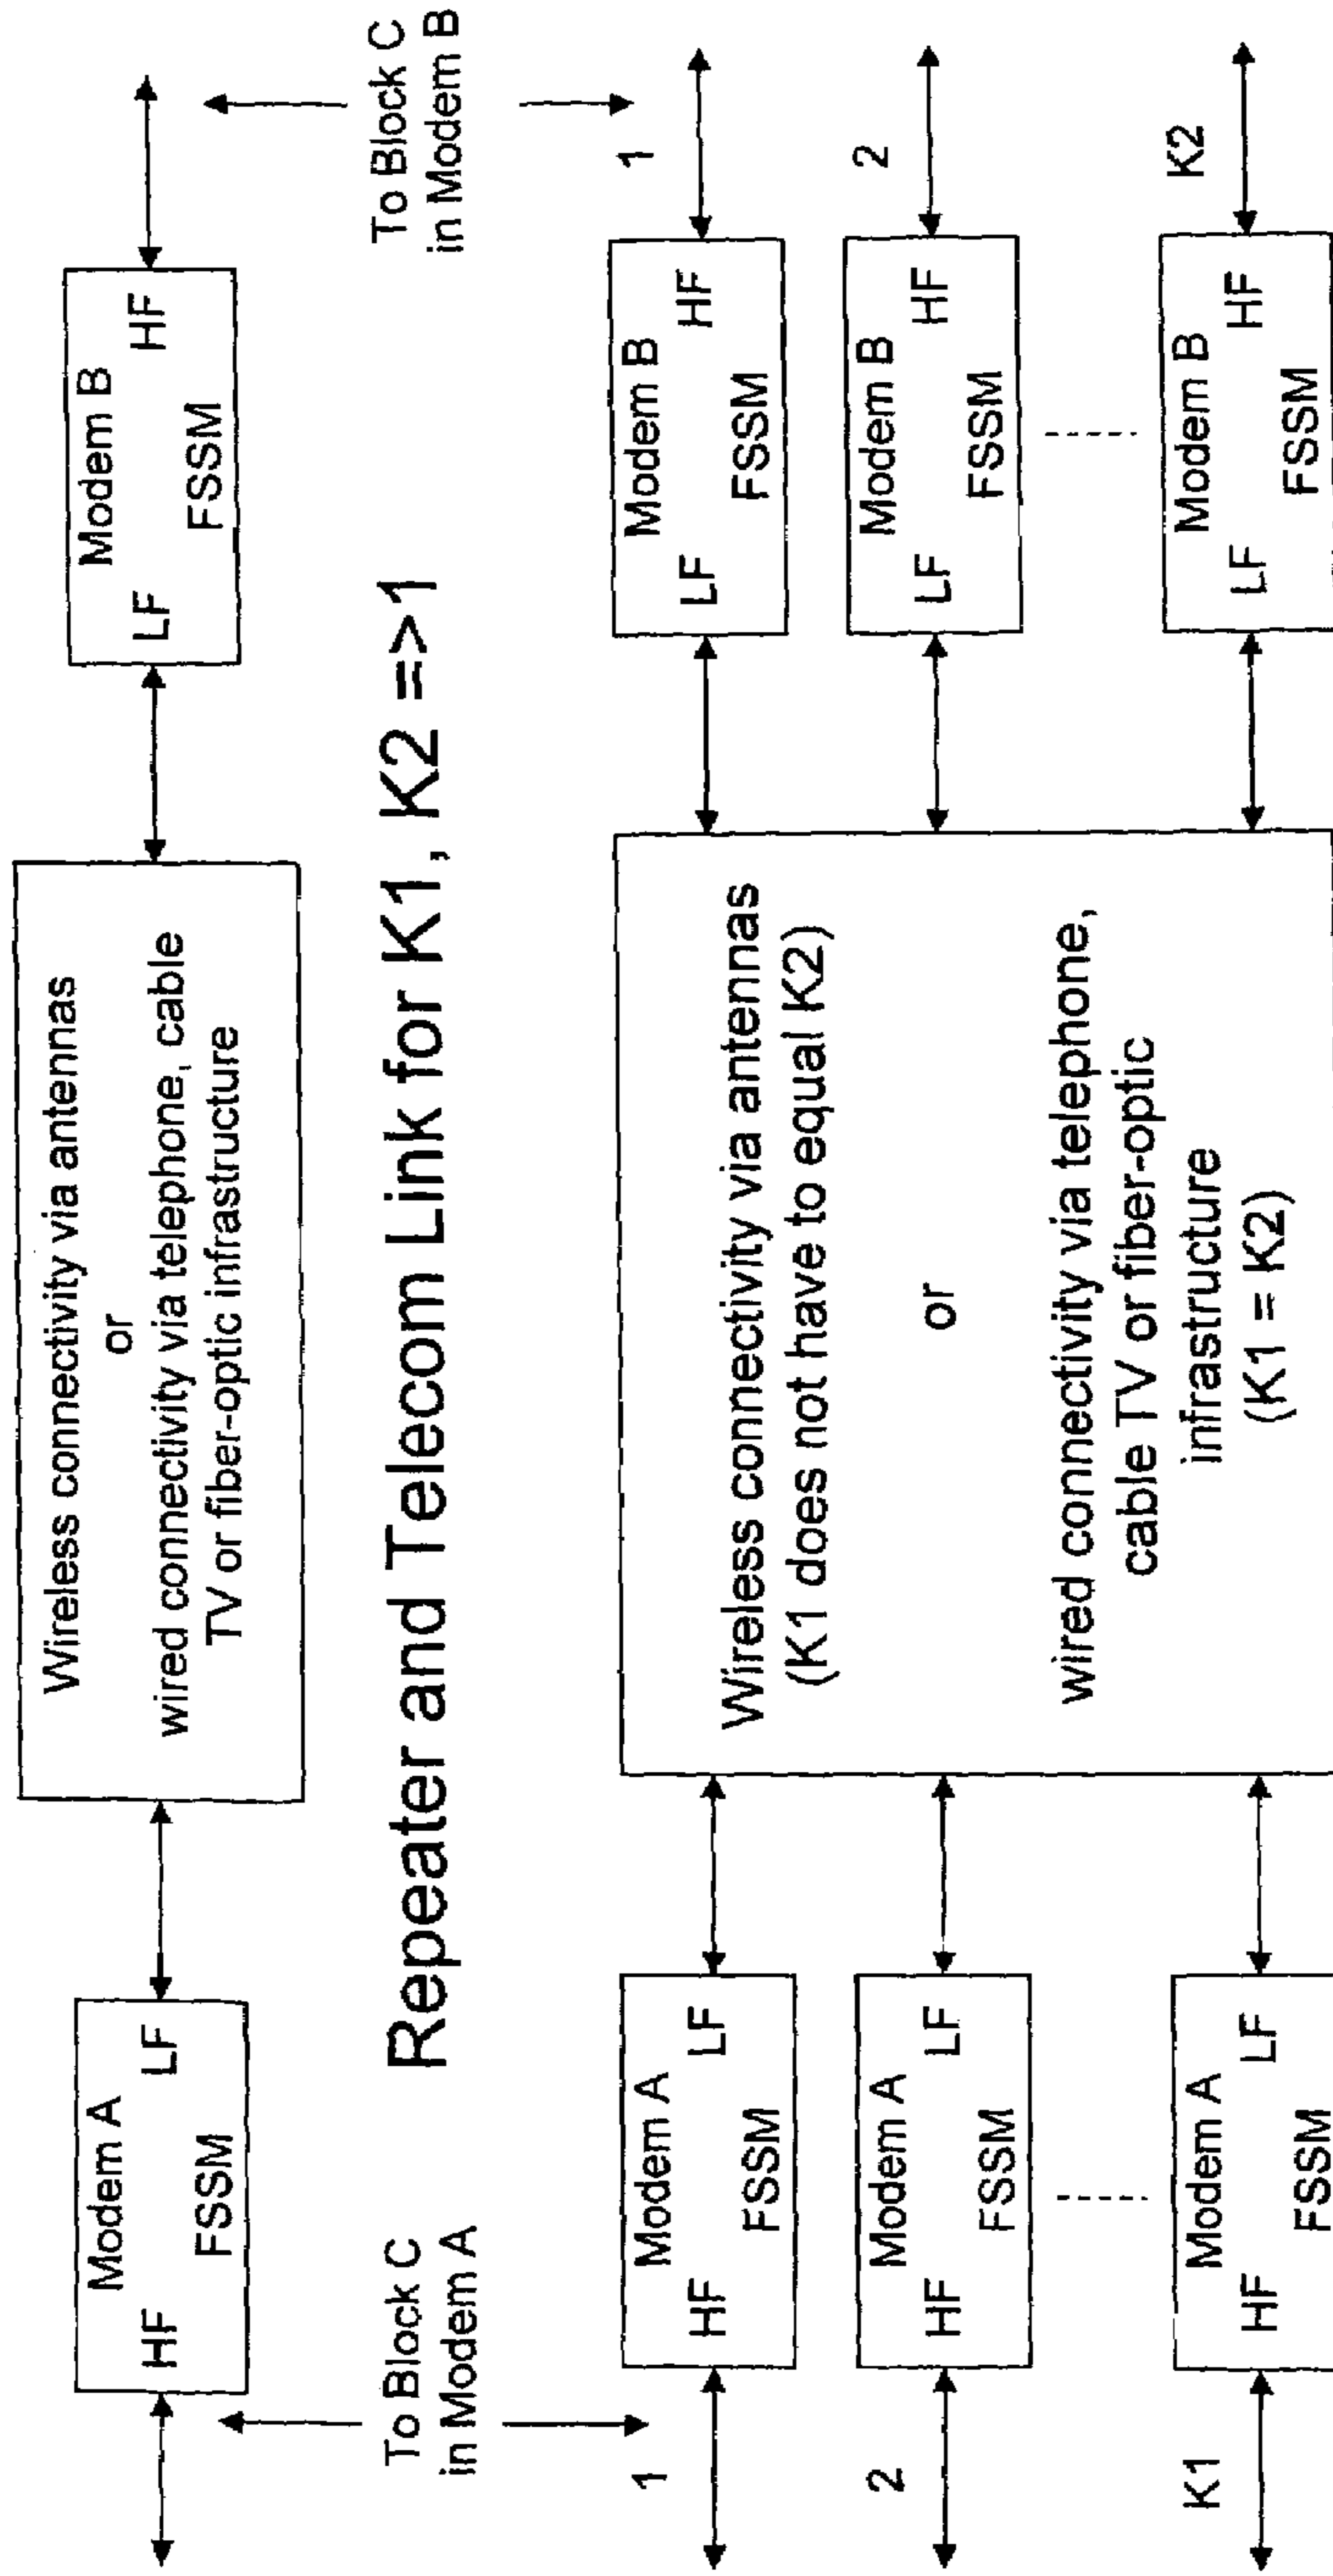 Modem A
HF
LF
FSSM
Wireless connectivity via antennas
or
wired connectivity via telephone, cable
TV or fiber-optic infrastructure
Modem B
LF
HF
FSSM
To Block C
in Modem A
Repeater and Telecom Link for K1, K2 =>1
To Block C
in Modem B
1
Modem A
HF
LF
FSSM
2
Modem A
HF
LF
FSSM
K1
Modem A
HF
LF
FSSM
Wireless connectivity via antennas
(K1 does not have to equal K2)
or
wired connectivity via telephone,
cable TV or fiber-optic
infrastructure
(K1 = K2)
1
Modem B
LF
HF
FSSM
2
Modem B
LF
HF
FSSM
K2
Modem B
LF
HF
FSSM